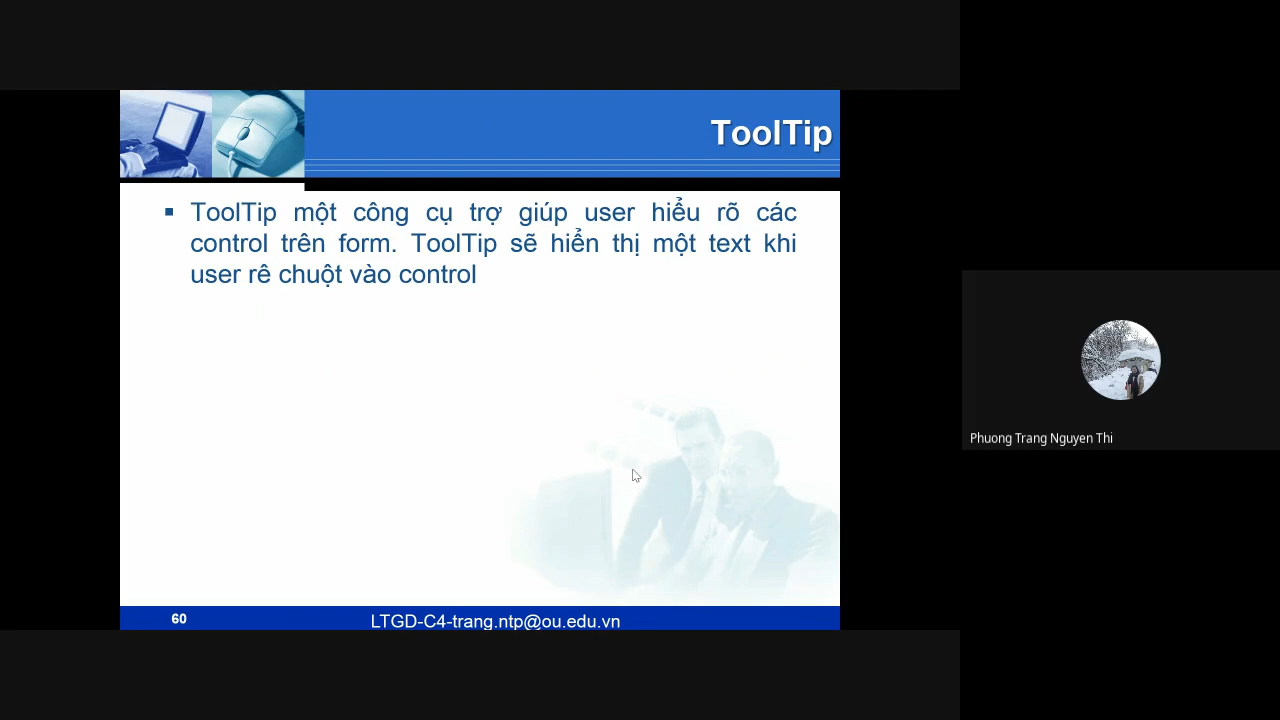 ToolTip
ToolTip một công cụ trợ giúp user hiểu rõ các
control trên form. ToolTip sẽ hiển thị một text khi
user rê chuột vào control
Phuong Trang Nguyen Thi
60
LTGD-C4-trang.ntp@ou.edu.vn